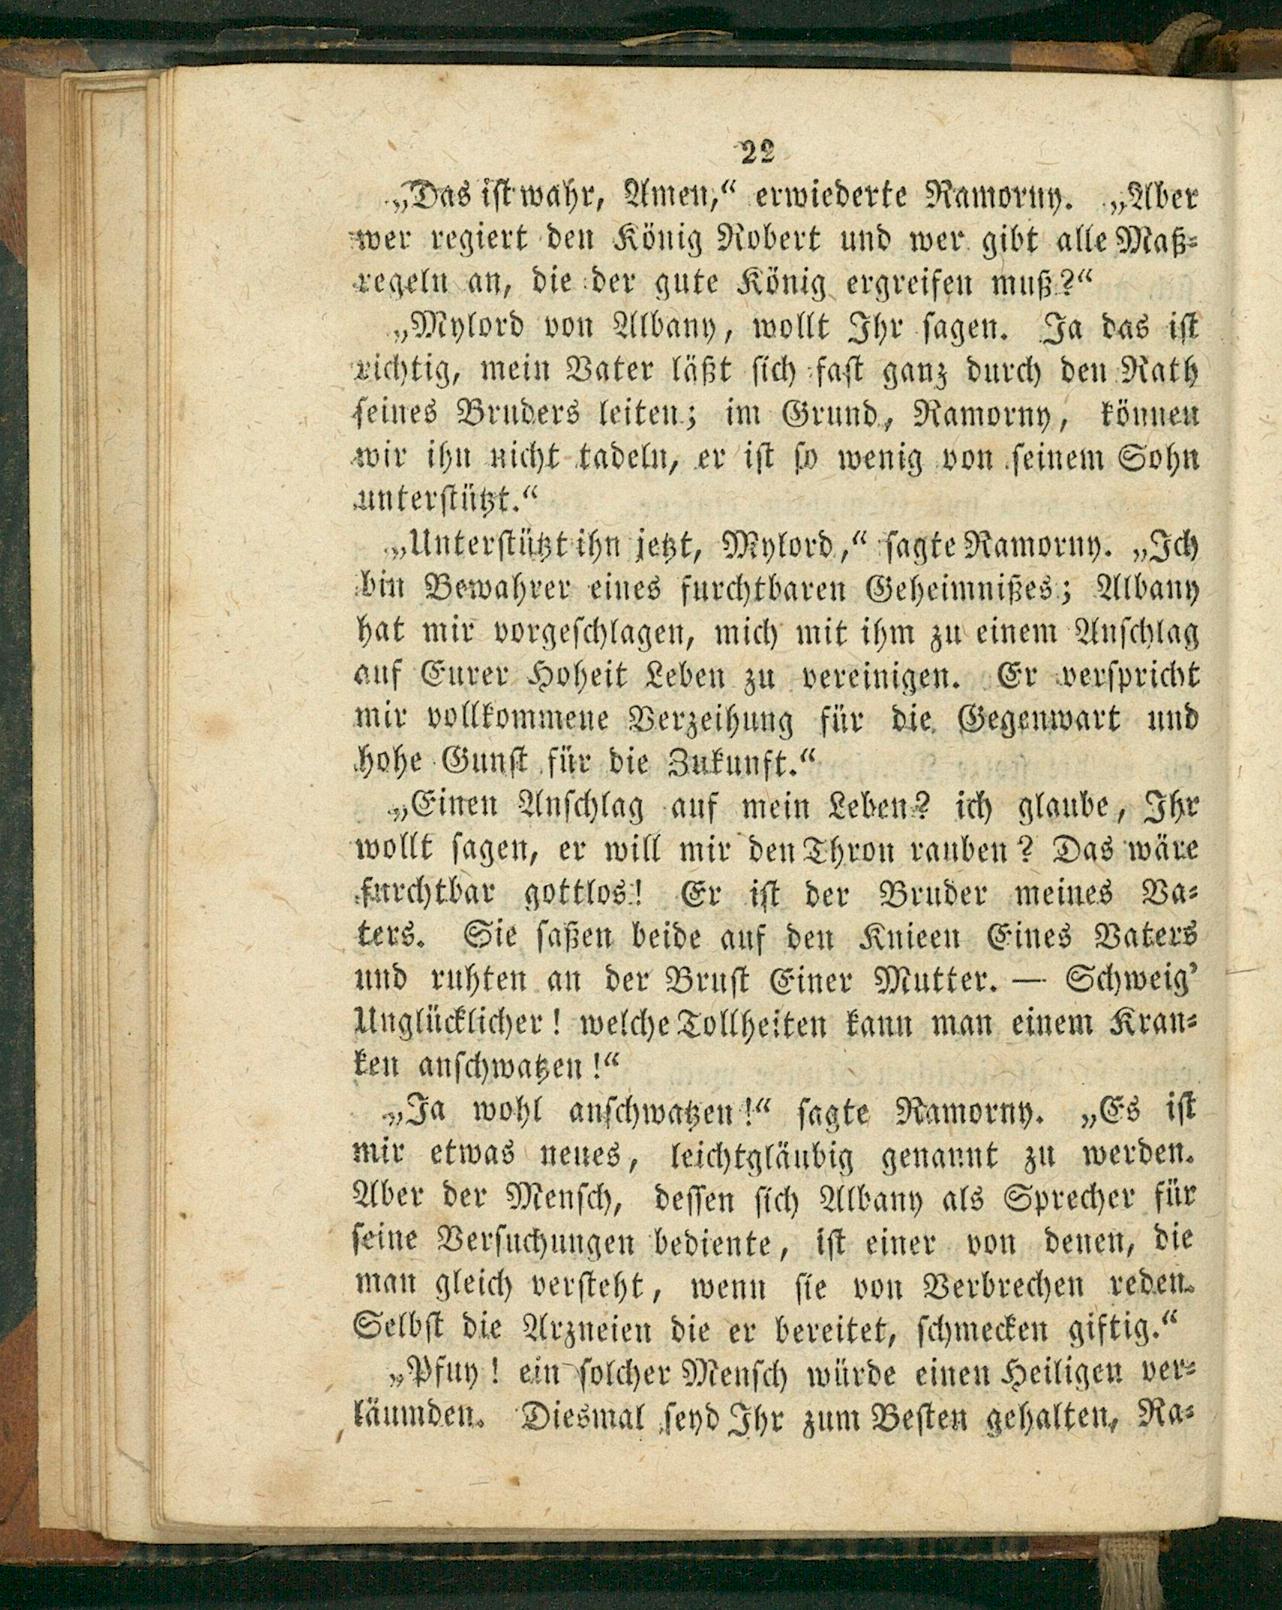 22
„Das ist wahr, Amen,“ erwiederte Ramorny. „Aber
wer regiert den König Robert und wer gibt alle Maß-
regeln an, die der gute König ergreifen muß?“
„Mylord von Albany, wollt Ihr sagen. Ja das ist
richtig, mein Vater läßt sich fast ganz durch den Rath
seines Bruders leiten; im Grund, Ramorny, können
wir ihn nicht tadeln, er ist so wenig von seinem Sohn
unterstützt.“
„Unterstützt ihn jetzt, Mylord,“ sagte Ramorny. „Ich
bin Bewahrer eines furchtbaren Geheimnißes; Albany
hat mir vorgeschlagen, mich mit ihm zu einem Anschlag
auf Eurer Hoheit Leben zu vereinigen. Er verspricht
mir vollkommene Verzeihung für die Gegenwart und
hohe Gunst für die Zukunft.“
„Einen Anschlag auf mein Leben? ich glaube, Ihr
wollt sagen, er will mir den Thron rauben? Das wäre
furchtbar gottlos! Er ist der Bruder meines Va-
ters. Sie saßen beide auf den Knieen Eines Vaters
und ruhten an der Brust Einer Mutter. — Schweig’
Unglücklicher! welche Tollheiten kann man einem Kran-
ken anschwatzen!“
„Ja wohl anschwatzen!“ sagte Ramorny. „Es ist
mir etwas neues, leichtgläubig genannt zu werden.
Aber der Mensch, dessen sich Albany als Sprecher für
seine Versuchungen bediente, ist einer von denen, die
man gleich versteht, wenn sie von Verbrechen reden.
Selbst die Arzneien die er bereitet, schmecken giftig.“
„Pfuy! ein solcher Mensch würde einen Heiligen ver-
läumden. Diesmal seyd Ihr zum Besten gehalten, Ra-